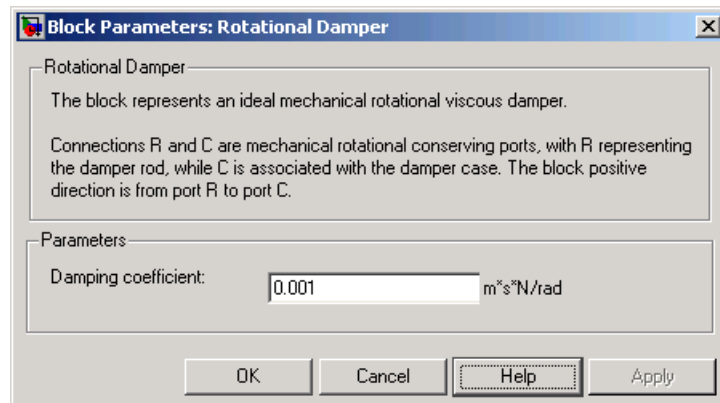 Block Parameters: Rotational Damper
Rotational Damper
The block represents an ideal mechanical rotational viscous damper.
Connections R and C are mechanical rotational conserving ports, with R representing
the damper rod, while C is associated with the damper case. The block positive
direction is from port R to port C.
Parameters
Damping coefficient: 0.001 m*s*N/rad
OK Cancel Help Apply